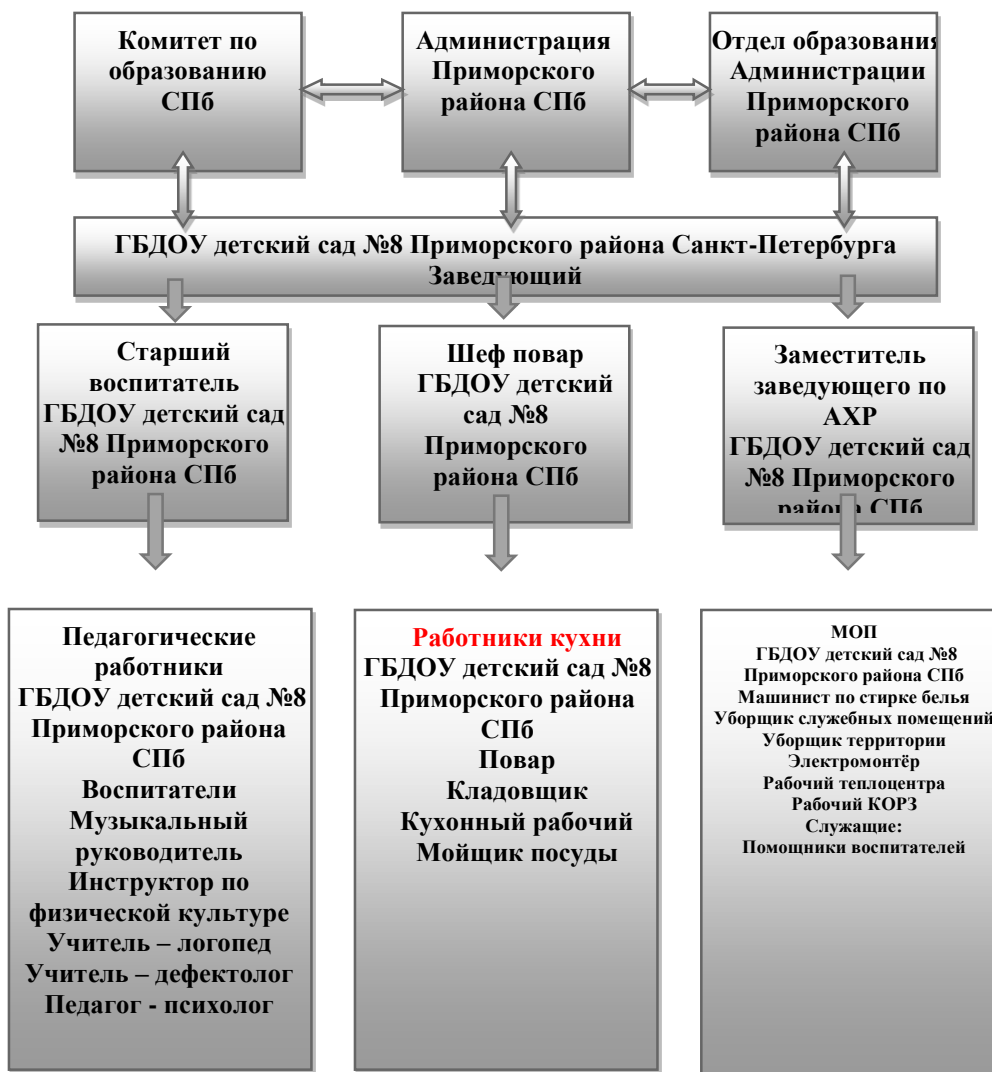 Комитет по
образованию
СПб
Администрация
Приморского
района СПб
Отдел образования
Администрации
Приморского
района СПб
ГБДОУ детский сад №8 Приморского района Санкт-Петербурга
Заведующий
Старший
воспитатель
ГБДОУ детский сад
№8 Приморского
района СПб
Шеф повар
ГБДОУ детский
сад №8
Приморского
района СПб
Заместитель
заведующего по
АХР
ГБДОУ детский сад
№8 Приморского
района СПб
Педагогические
работники
ГБДОУ детский сад №8
Приморского района
СПб
Воспитатели
Музыкальный
руководитель
Инструктор по
физической культуре
Учитель – логопед
Учитель – дефектолог
Педагог - психолог
Работники кухни
ГБДОУ детский сад №8
Приморского района
СПб
Повар
Кладовщик
Кухонный рабочий
Мойщик посуды
МОП
ГБДОУ детский сад №8
Приморского района СПб
Машинист по стирке белья
Уборщик служебных помещений
Уборщик территории
Электромонтёр
Рабочий теплоцентра
Рабочий КОРЗ
Служащие:
Помощники воспитателей